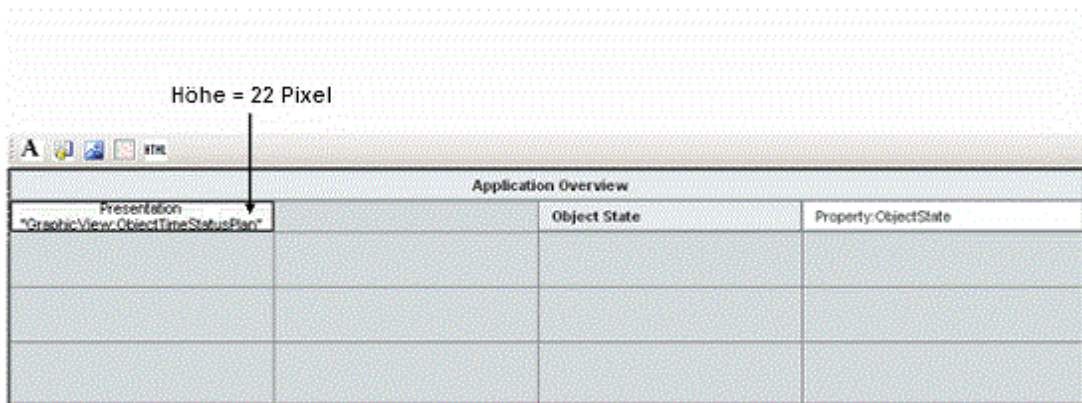 Höhe = 22 Pixel
A HTML
Application Overview
Presentation
"GraphicView:ObjectTimeStatusPlan"
Object State
Property:ObjectState